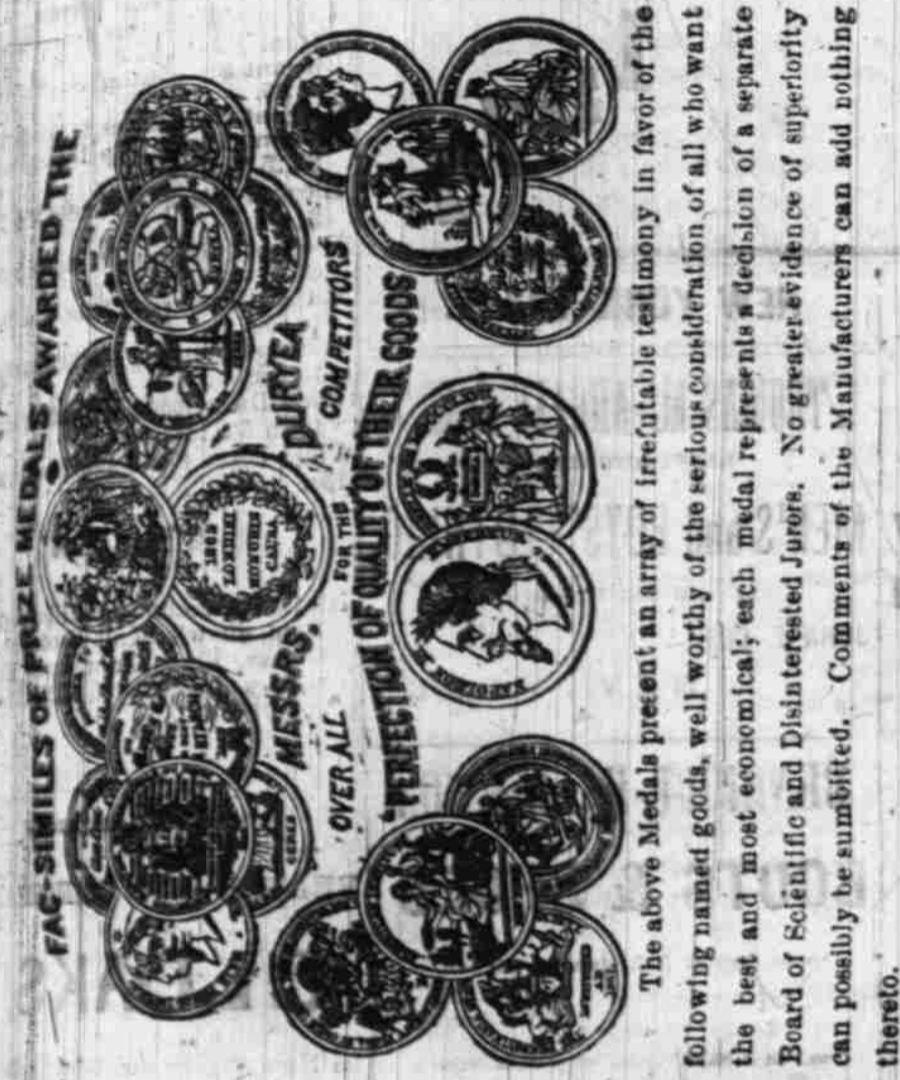 FAC-SIMILES OF PRIZE MEDALS AWARDED THE
1862
LONDINI
HONORIS
CAUSA
MESSRS. DURYEA
OVER ALL COMPETITORS
FOR THE
"PERFECTION OF QUALITY OF THEIR GOODS
The above Medals present an array of irrefutable testimony in favor of the
following named goods, well worthy of the serious consideration of all who want
the best and most economical; each medal represents a decision of a separate
Board of Scientific and Disinterested Jurors. No greater evidence of superiority
can possibly be sumbitted. Comments of the Manufacturers can add nothing
thereto.